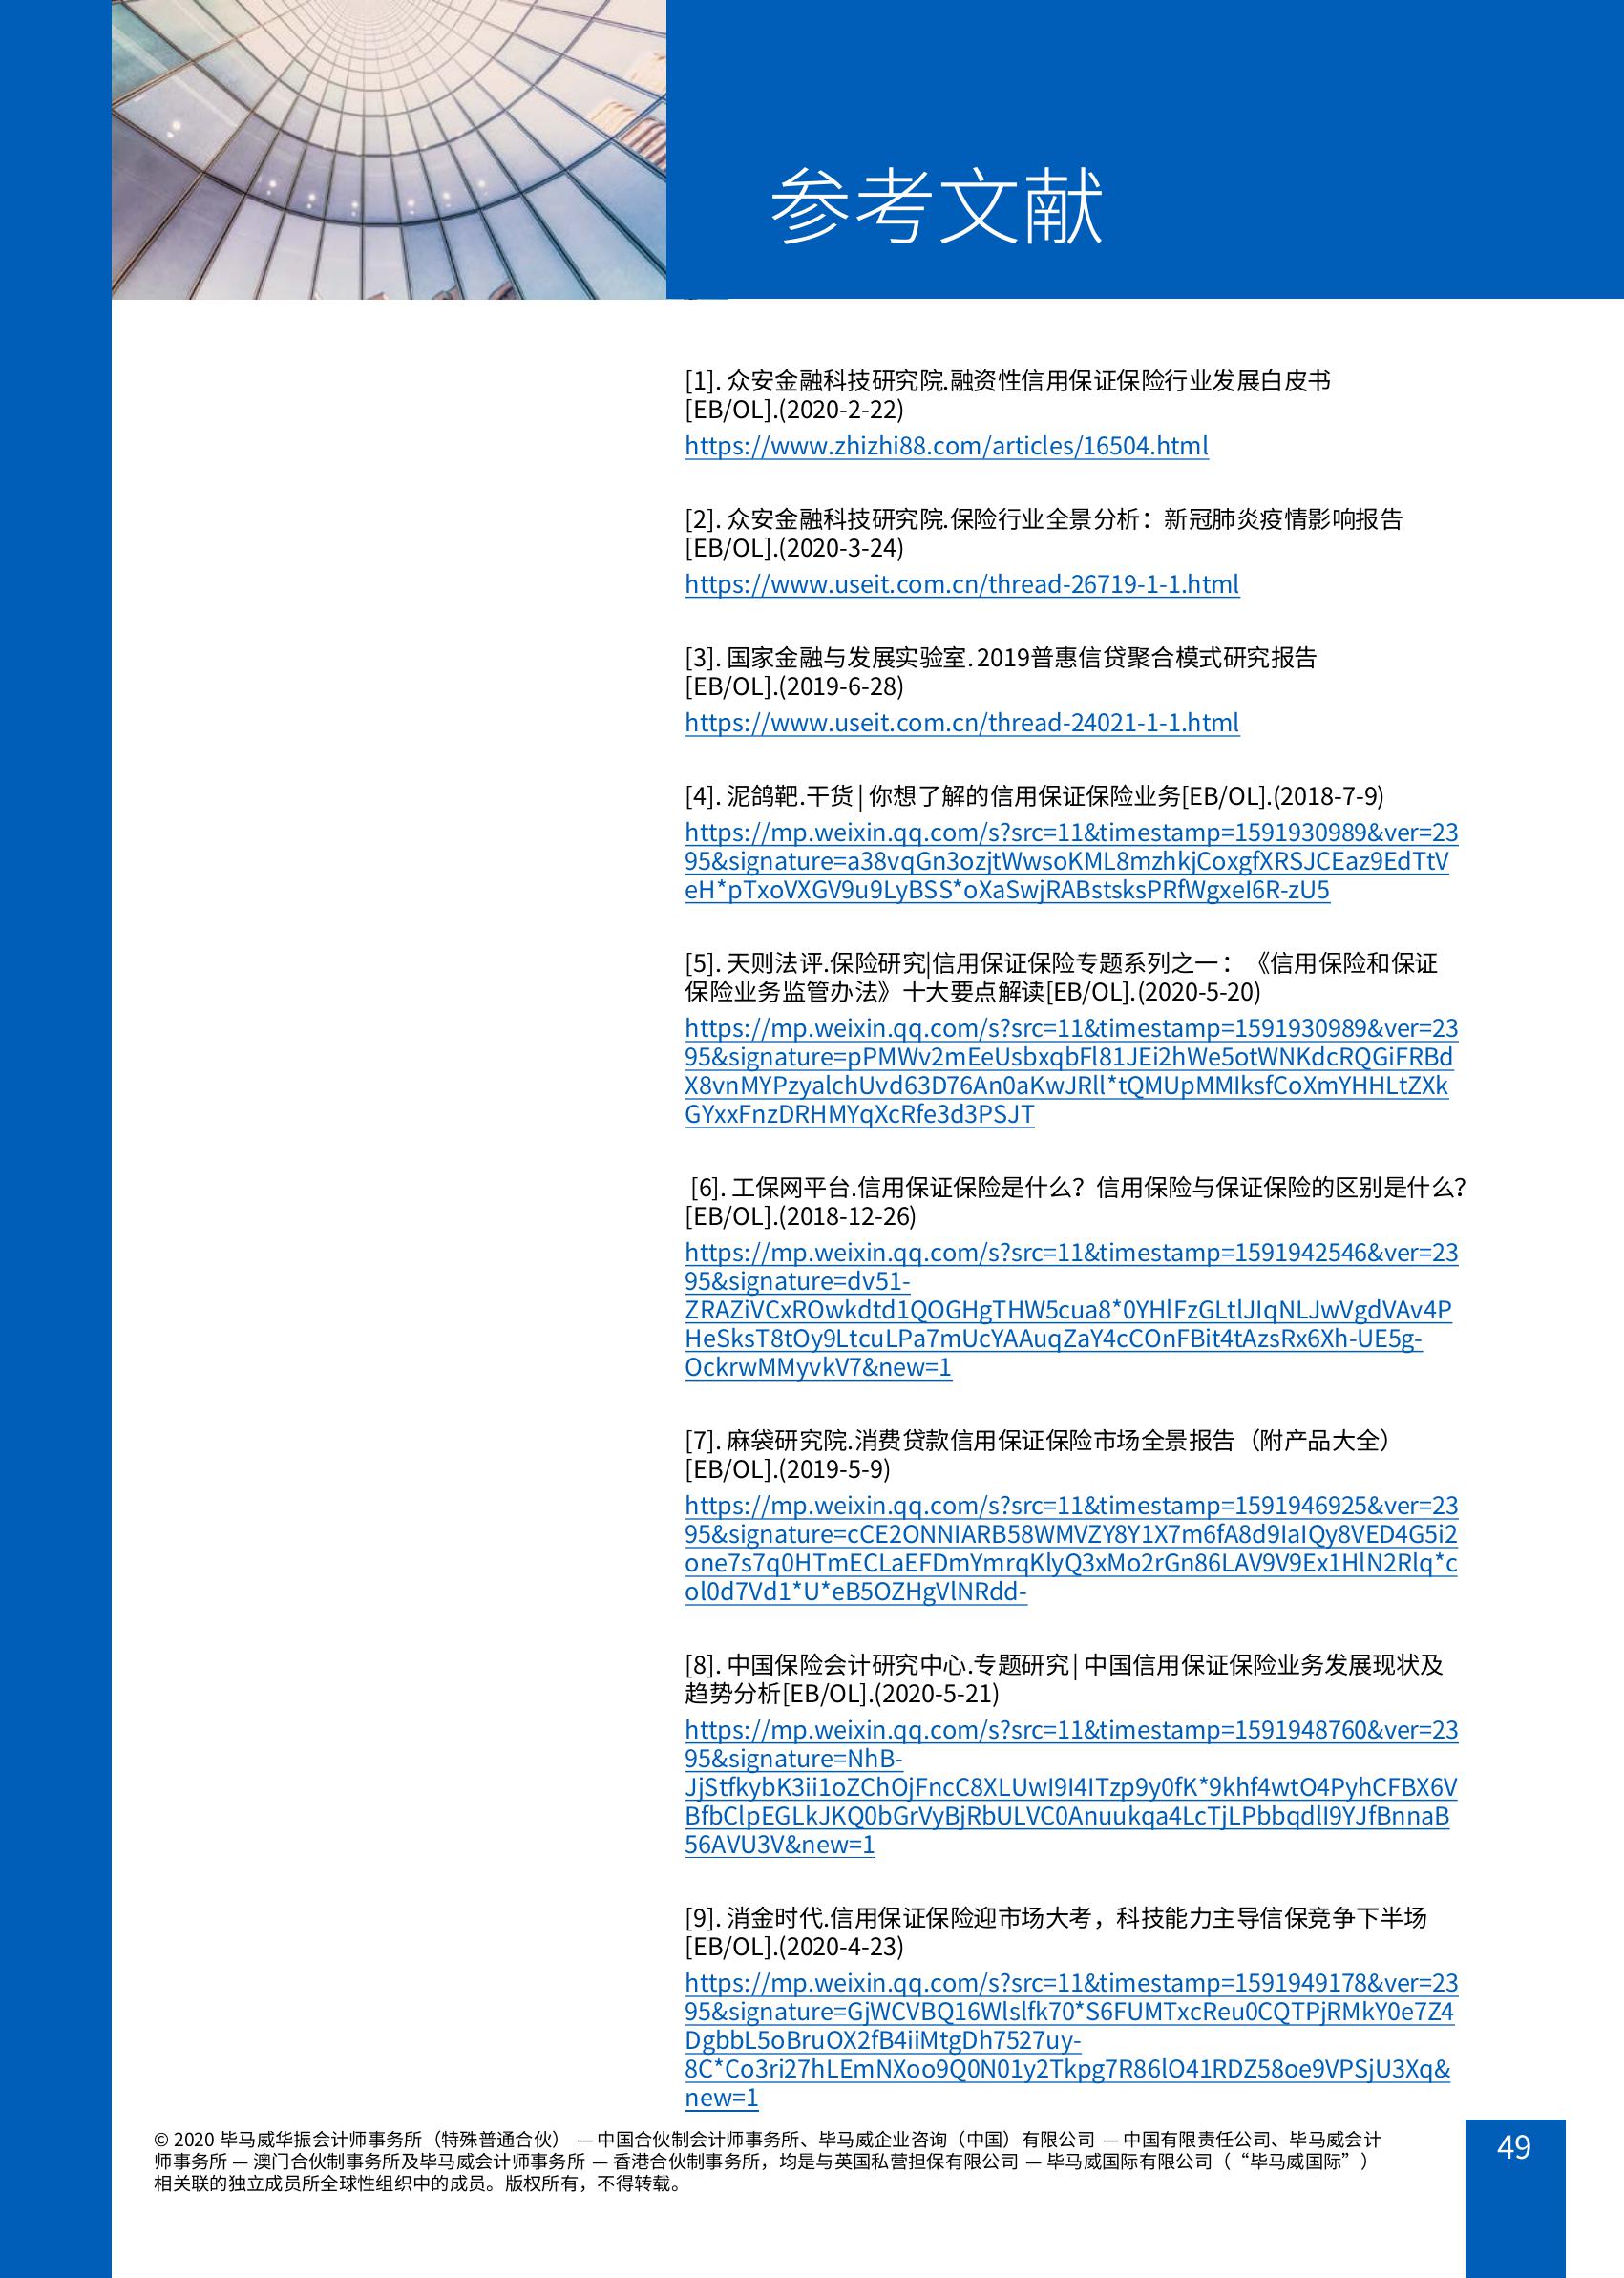 参考文献
[1]. 众安金融科技研究院.融资性信用保证保险行业发展白皮书
[EB/OL].(2020-2-22)
https://www.zhizhi88.com/articles/16504.html
[2]. 众安金融科技研究院.保险行业全景分析：新冠肺炎疫情影响报告
[EB/OL].(2020-3-24)
https://www.useit.com.cn/thread-26719-1-1.html
[3]. 国家金融与发展实验室.2019普惠信贷聚合模式研究报告
[EB/OL].(2019-6-28)
https://www.useit.com.cn/thread-24021-1-1.html
[4]. 泥鸽靶.干货|你想了解的信用保证保险业务[EB/OL].(2018-7-9)
https://mp.weixin.qq.com/s?src=11&timestamp=1591930989&ver=23
95&signature=a38vqGn3ozjtWwsoKML8mzhkjCoxgfXRSJCEaz9EdTtV
eH*pTxoVXGV9u9LyBSS*oXaSwjRABstsksPRfWgxeI6R-zU5
[5]. 天则法评.保险研究|信用保证保险专题系列之一：《信用保险和保证
保险业务监管办法》十大要点解读[EB/OL].(2020-5-20)
https://mp.weixin.qq.com/s?src=11&timestamp=1591930989&ver=23
95&signature=pPMWv2mEeUsbxqbFl81JEi2hWe5otWNKdcRQGiFRBd
X8vnMYPzyalchUvd63D76An0aKwJRll*tQMUpMMIksfCoXmYHHLtZXk
GYxxFnzDRHMYqXcRfe3d3PSJT
[6]. 工保网平台.信用保证保险是什么？信用保险与保证保险的区别是什么？
[EB/OL].(2018-12-26)
https://mp.weixin.qq.com/s?src=11&timestamp=1591942546&ver=23
95&signature=dv51-
ZRAZiVCxROwkdtd1QOGHgTHW5cua8*0YHlFzGLtlJIqNLJwVgdVAv4P
HeSksT8tOy9LtcuLPa7mUcYAAuqZaY4cCOnFBit4tAzsRx6Xh-UE5g-
OckrwMMyvkV7&new=1
[7]. 麻袋研究院.消费贷款信用保证保险市场全景报告（附产品大全）
[EB/OL].(2019-5-9)
https://mp.weixin.qq.com/s?src=11&timestamp=1591946925&ver=23
95&signature=cCE2ONNIARB58WMVZY8Y1X7m6fA8d9IaIQy8VED4G5i2
one7s7q0HTmECLaEFDmYmrqKlyQ3xMo2rGn86LAV9V9Ex1HlN2Rlq*c
ol0d7Vd1*U*eB5OZHgVlNRdd-
[8]. 中国保险会计研究中心.专题研究|中国信用保证保险业务发展现状及
趋势分析[EB/OL].(2020-5-21)
https://mp.weixin.qq.com/s?src=11&timestamp=1591948760&ver=23
95&signature=NhB-
JjStfkybK3ii1oZChOjFncC8XLUwI9I4ITzp9y0fK*9khf4wtO4PyhCFBX6V
BfbClpEGLkJKQ0bGrVyBjRbULVC0Anuukqa4LcTjLPbbqdlI9YJfBnnaB
56AVU3V&new=1
[9]. 消金时代.信用保证保险迎市场大考，科技能力主导信保竞争下半场
[EB/OL].(2020-4-23)
https://mp.weixin.qq.com/s?src=11&timestamp=1591949178&ver=23
95&signature=GjWCVBQ16Wlslfk70*S6FUMTxcReu0CQTPjRMkY0e7Z4
DgbbL5oBruOX2fB4iiMtgDh7527uy-
8C*Co3ri27hLEmNXoo9Q0N01y2Tkpg7R86lO41RDZ58oe9VPSjU3Xq&
new=1
© 2020 毕马威华振会计师事务所（特殊普通合伙） — 中国合伙制会计师事务所、毕马威企业咨询（中国）有限公司 — 中国有限责任公司、毕马威会计
师事务所 — 澳门合伙制事务所及毕马威会计师事务所 — 香港合伙制事务所，均是与英国私营担保有限公司 — 毕马威国际有限公司（“毕马威国际”）
相关联的独立成员所全球性组织中的成员。版权所有，不得转载。
49